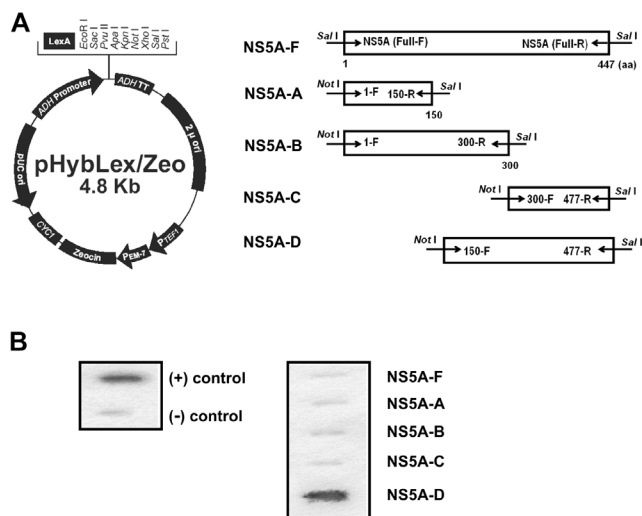 A
LexA
EcoR I
Sac I
Pvu II
Apa I
Kpn I
Not I
Xho I
Sal I
Pst I
ADH Promoter
ADH TT
2 µ ori
pUC ori
pHybLex/Zeo
4.8 Kb
CYC1
Zeocin
PEM-7
PTEF1
NS5A-F
Sal I
NS5A (Full-F)
NS5A (Full-R)
Sal I
1
447 (aa)
NS5A-A
Not I
1-F
150-R
Sal I
150
NS5A-B
Not I
1-F
300-R
Sal I
300
NS5A-C
Not I
300-F
477-R
Sal I
NS5A-D
Not I
150-F
477-R
Sal I
B
(+) control
(-) control
NS5A-F
NS5A-A
NS5A-B
NS5A-C
NS5A-D